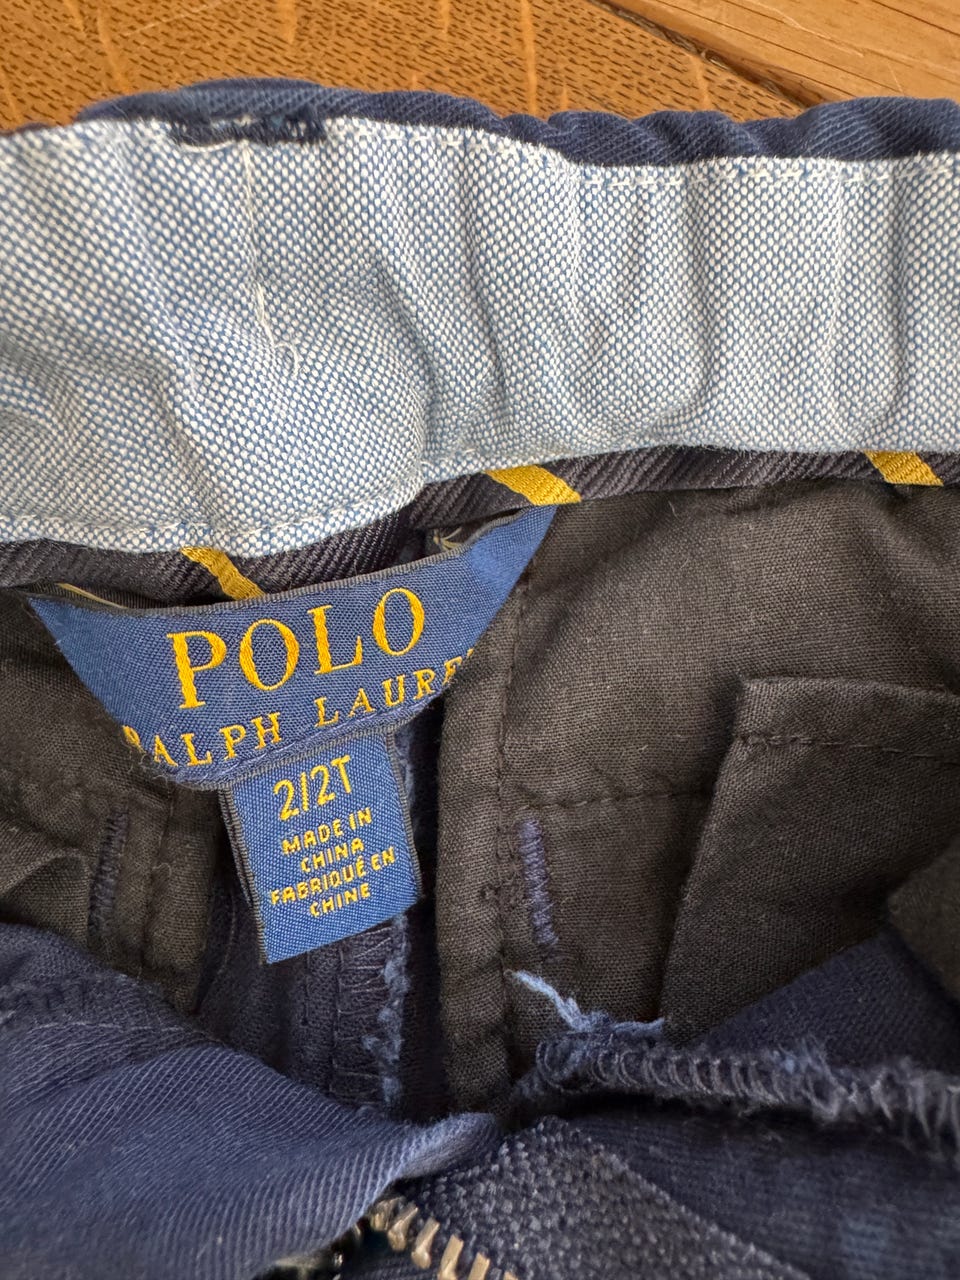 POLO
RALPH LAURE
2/2T
MADE IN
CHINA
FABRIQUÉ EN
CHINE